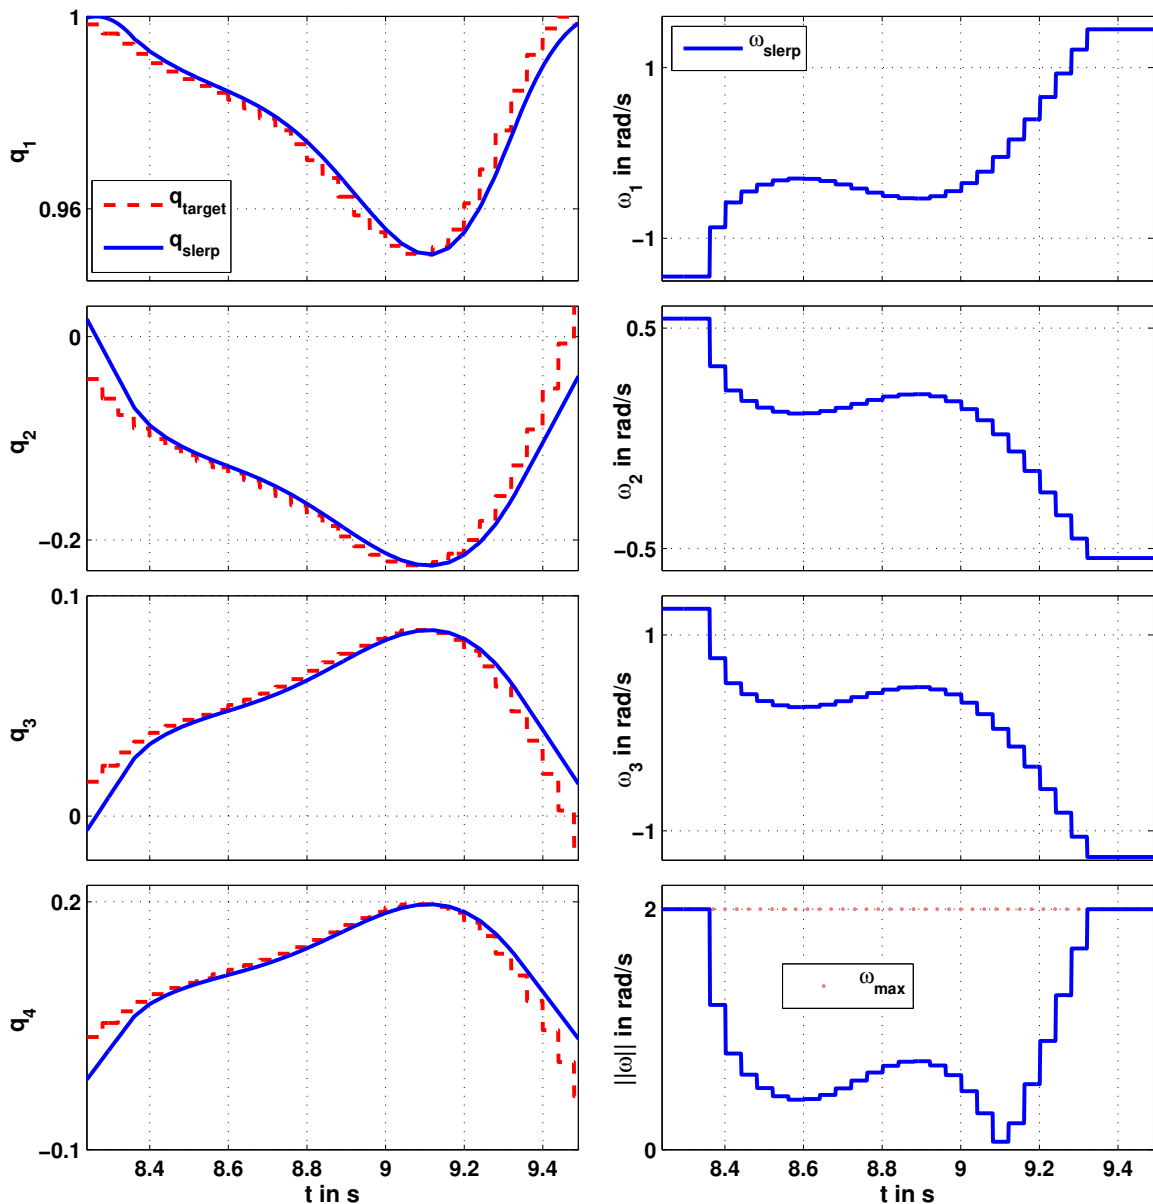 1
0.96
q1
qtarget
qslerp
ωslerp
1
−1
ω1 in rad/s
0
−0.2
q2
0.5
−0.5
ω2 in rad/s
0.1
0
q3
1
−1
ω3 in rad/s
0.2
−0.1
q4
8.4 8.6 8.8 9 9.2 9.4
t in s
2
0
||ω|| in rad/s
ωmax
8.4 8.6 8.8 9 9.2 9.4
t in s